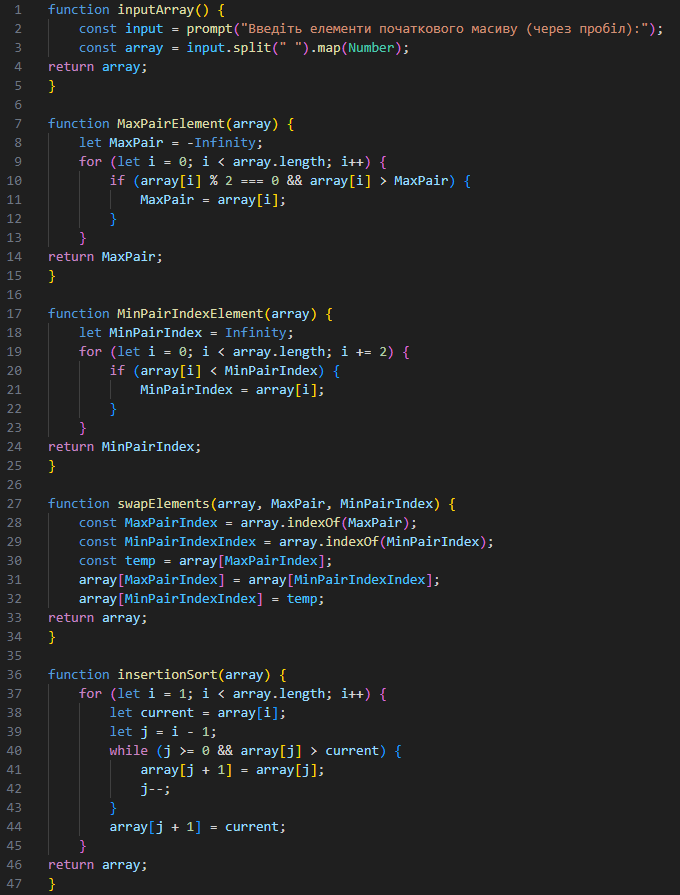 1 function inputArray() {
2 const input = prompt("Введіть елементи початкового масиву (через пробіл):");
3 const array = input.split(" ").map(Number);
4 return array;
5 }
6
7 function MaxPairElement(array) {
8 let MaxPair = -Infinity;
9 for (let i = 0; i < array.length; i++) {
10 if (array[i] % 2 === 0 && array[i] > MaxPair) {
11 MaxPair = array[i];
12 }
13 }
14 return MaxPair;
15 }
16
17 function MinPairIndexElement(array) {
18 let MinPairIndex = Infinity;
19 for (let i = 0; i < array.length; i += 2) {
20 if (array[i] < MinPairIndex) {
21 MinPairIndex = array[i];
22 }
23 }
24 return MinPairIndex;
25 }
26
27 function swapElements(array, MaxPair, MinPairIndex) {
28 const MaxPairIndex = array.indexOf(MaxPair);
29 const MinPairIndexIndex = array.indexOf(MinPairIndex);
30 const temp = array[MaxPairIndex];
31 array[MaxPairIndex] = array[MinPairIndexIndex];
32 array[MinPairIndexIndex] = temp;
33 return array;
34 }
35
36 function insertionSort(array) {
37 for (let i = 1; i < array.length; i++) {
38 let current = array[i];
39 let j = i - 1;
40 while (j >= 0 && array[j] > current) {
41 array[j + 1] = array[j];
42 j--;
43 }
44 array[j + 1] = current;
45 }
46 return array;
47 }